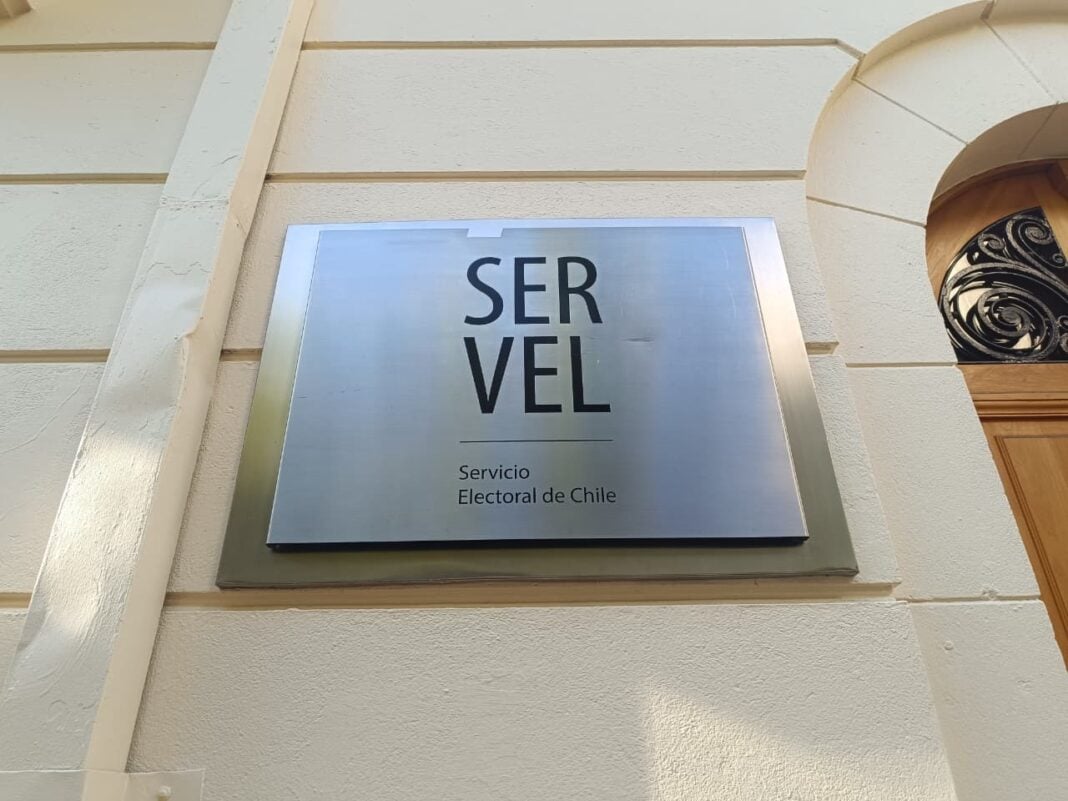 SER
VEL
Servicio
Electoral de Chile